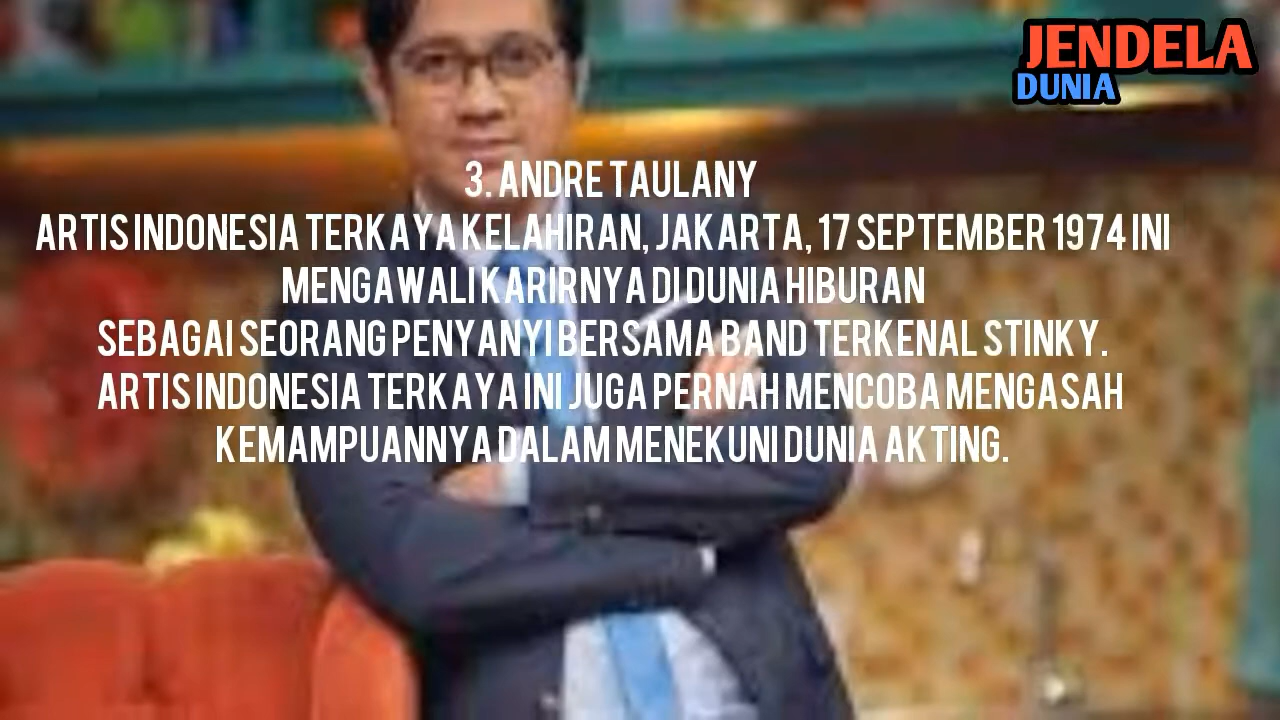 JENDELA
DUNIA
3. ANDRE TAULANY
ARTIS INDONESIA TERKAYA KELAHIRAN, JAKARTA, 17 SEPTEMBER 1974 INI
MENGAWALI KARIRNYA DI DUNIA HIBURAN
SEBAGAI SEORANG PENYANYI BERSAMA BAND TERKENAL STINKY.
ARTIS INDONESIA TERKAYA INI JUGA PERNAH MENCOBA MENGASAH
KEMAMPUANNYA DALAM MENEKUNI DUNIA AKTING.